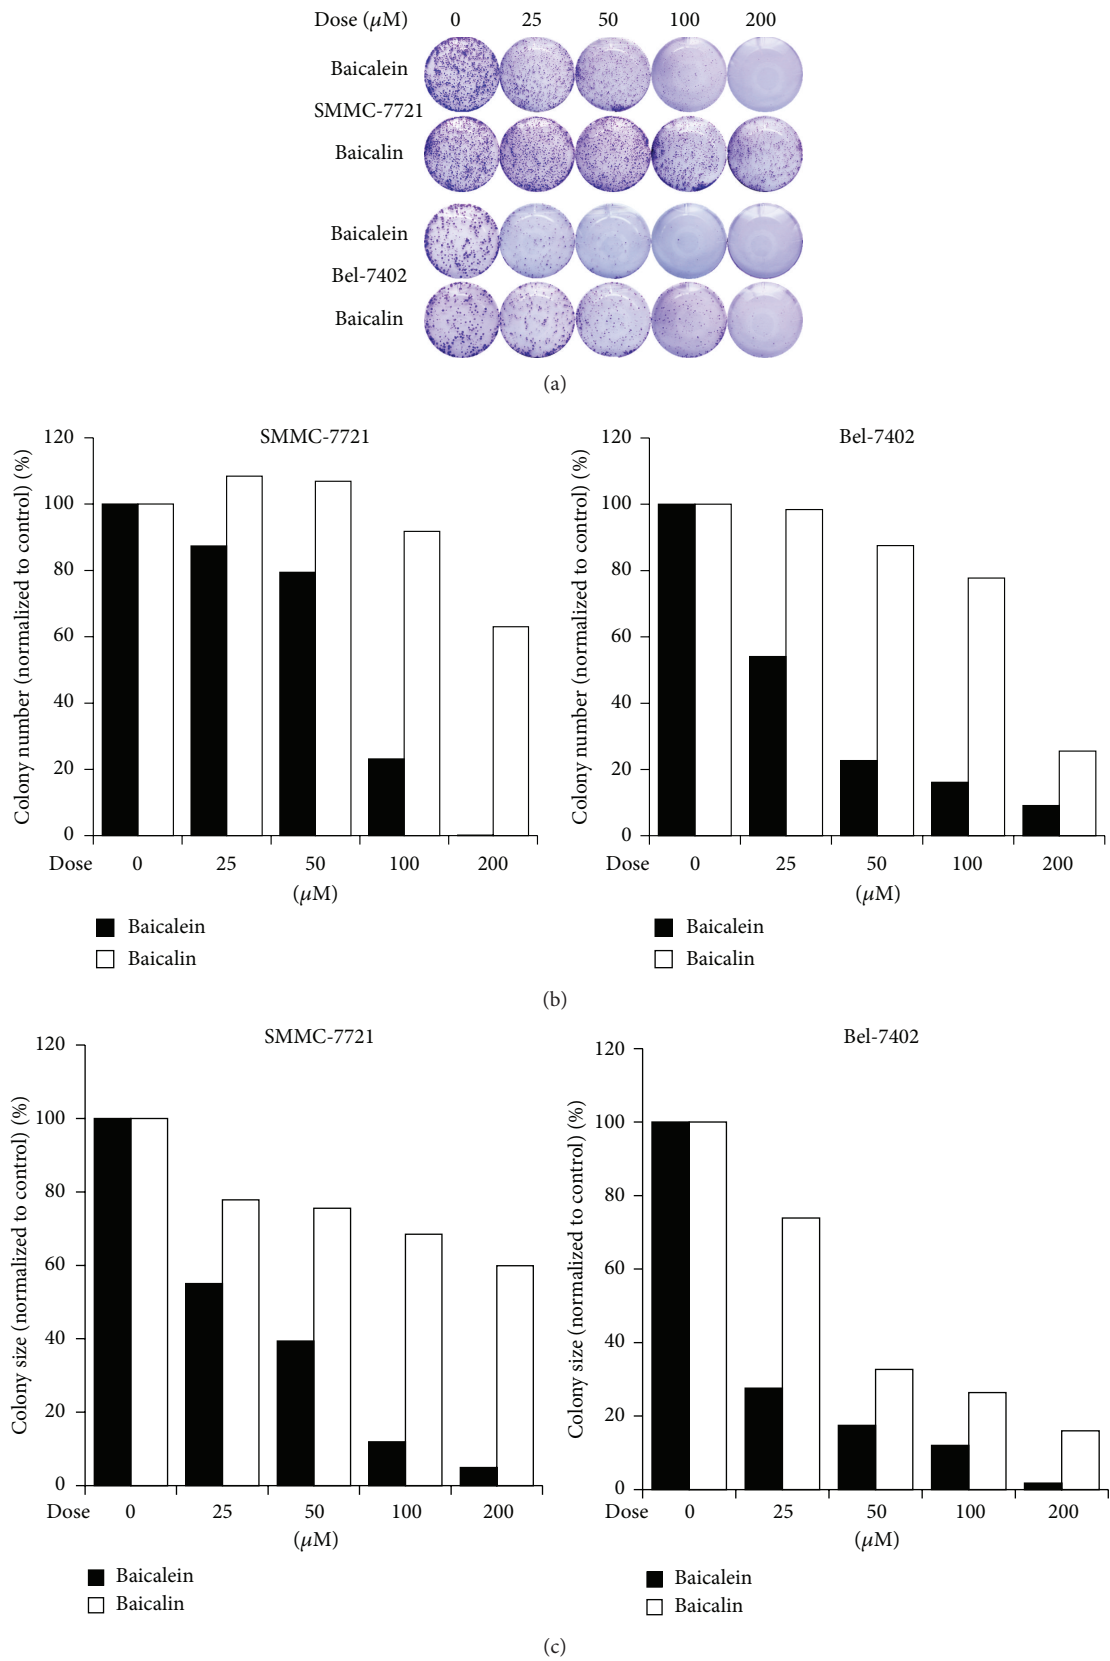 Dose (μM) 0 25 50 100 200
Baicalein
SMMC-7721
Baicalin
Baicalein
Bel-7402
Baicalin
(a)
SMMC-7721
Colony number (normalized to control) (%)
120
100
80
60
40
20
0
Dose 0 25 50 100 200
(μM)
Baicalein
Baicalin
Bel-7402
Colony number (normalized to control) (%)
120
100
80
60
40
20
0
Dose 0 25 50 100 200
(μM)
Baicalein
Baicalin
(b)
SMMC-7721
Colony size (normalized to control) (%)
120
100
80
60
40
20
0
Dose 0 25 50 100 200
(μM)
Baicalein
Baicalin
Bel-7402
Colony size (normalized to control) (%)
120
100
80
60
40
20
0
Dose 0 25 50 100 200
(μM)
Baicalein
Baicalin
(c)